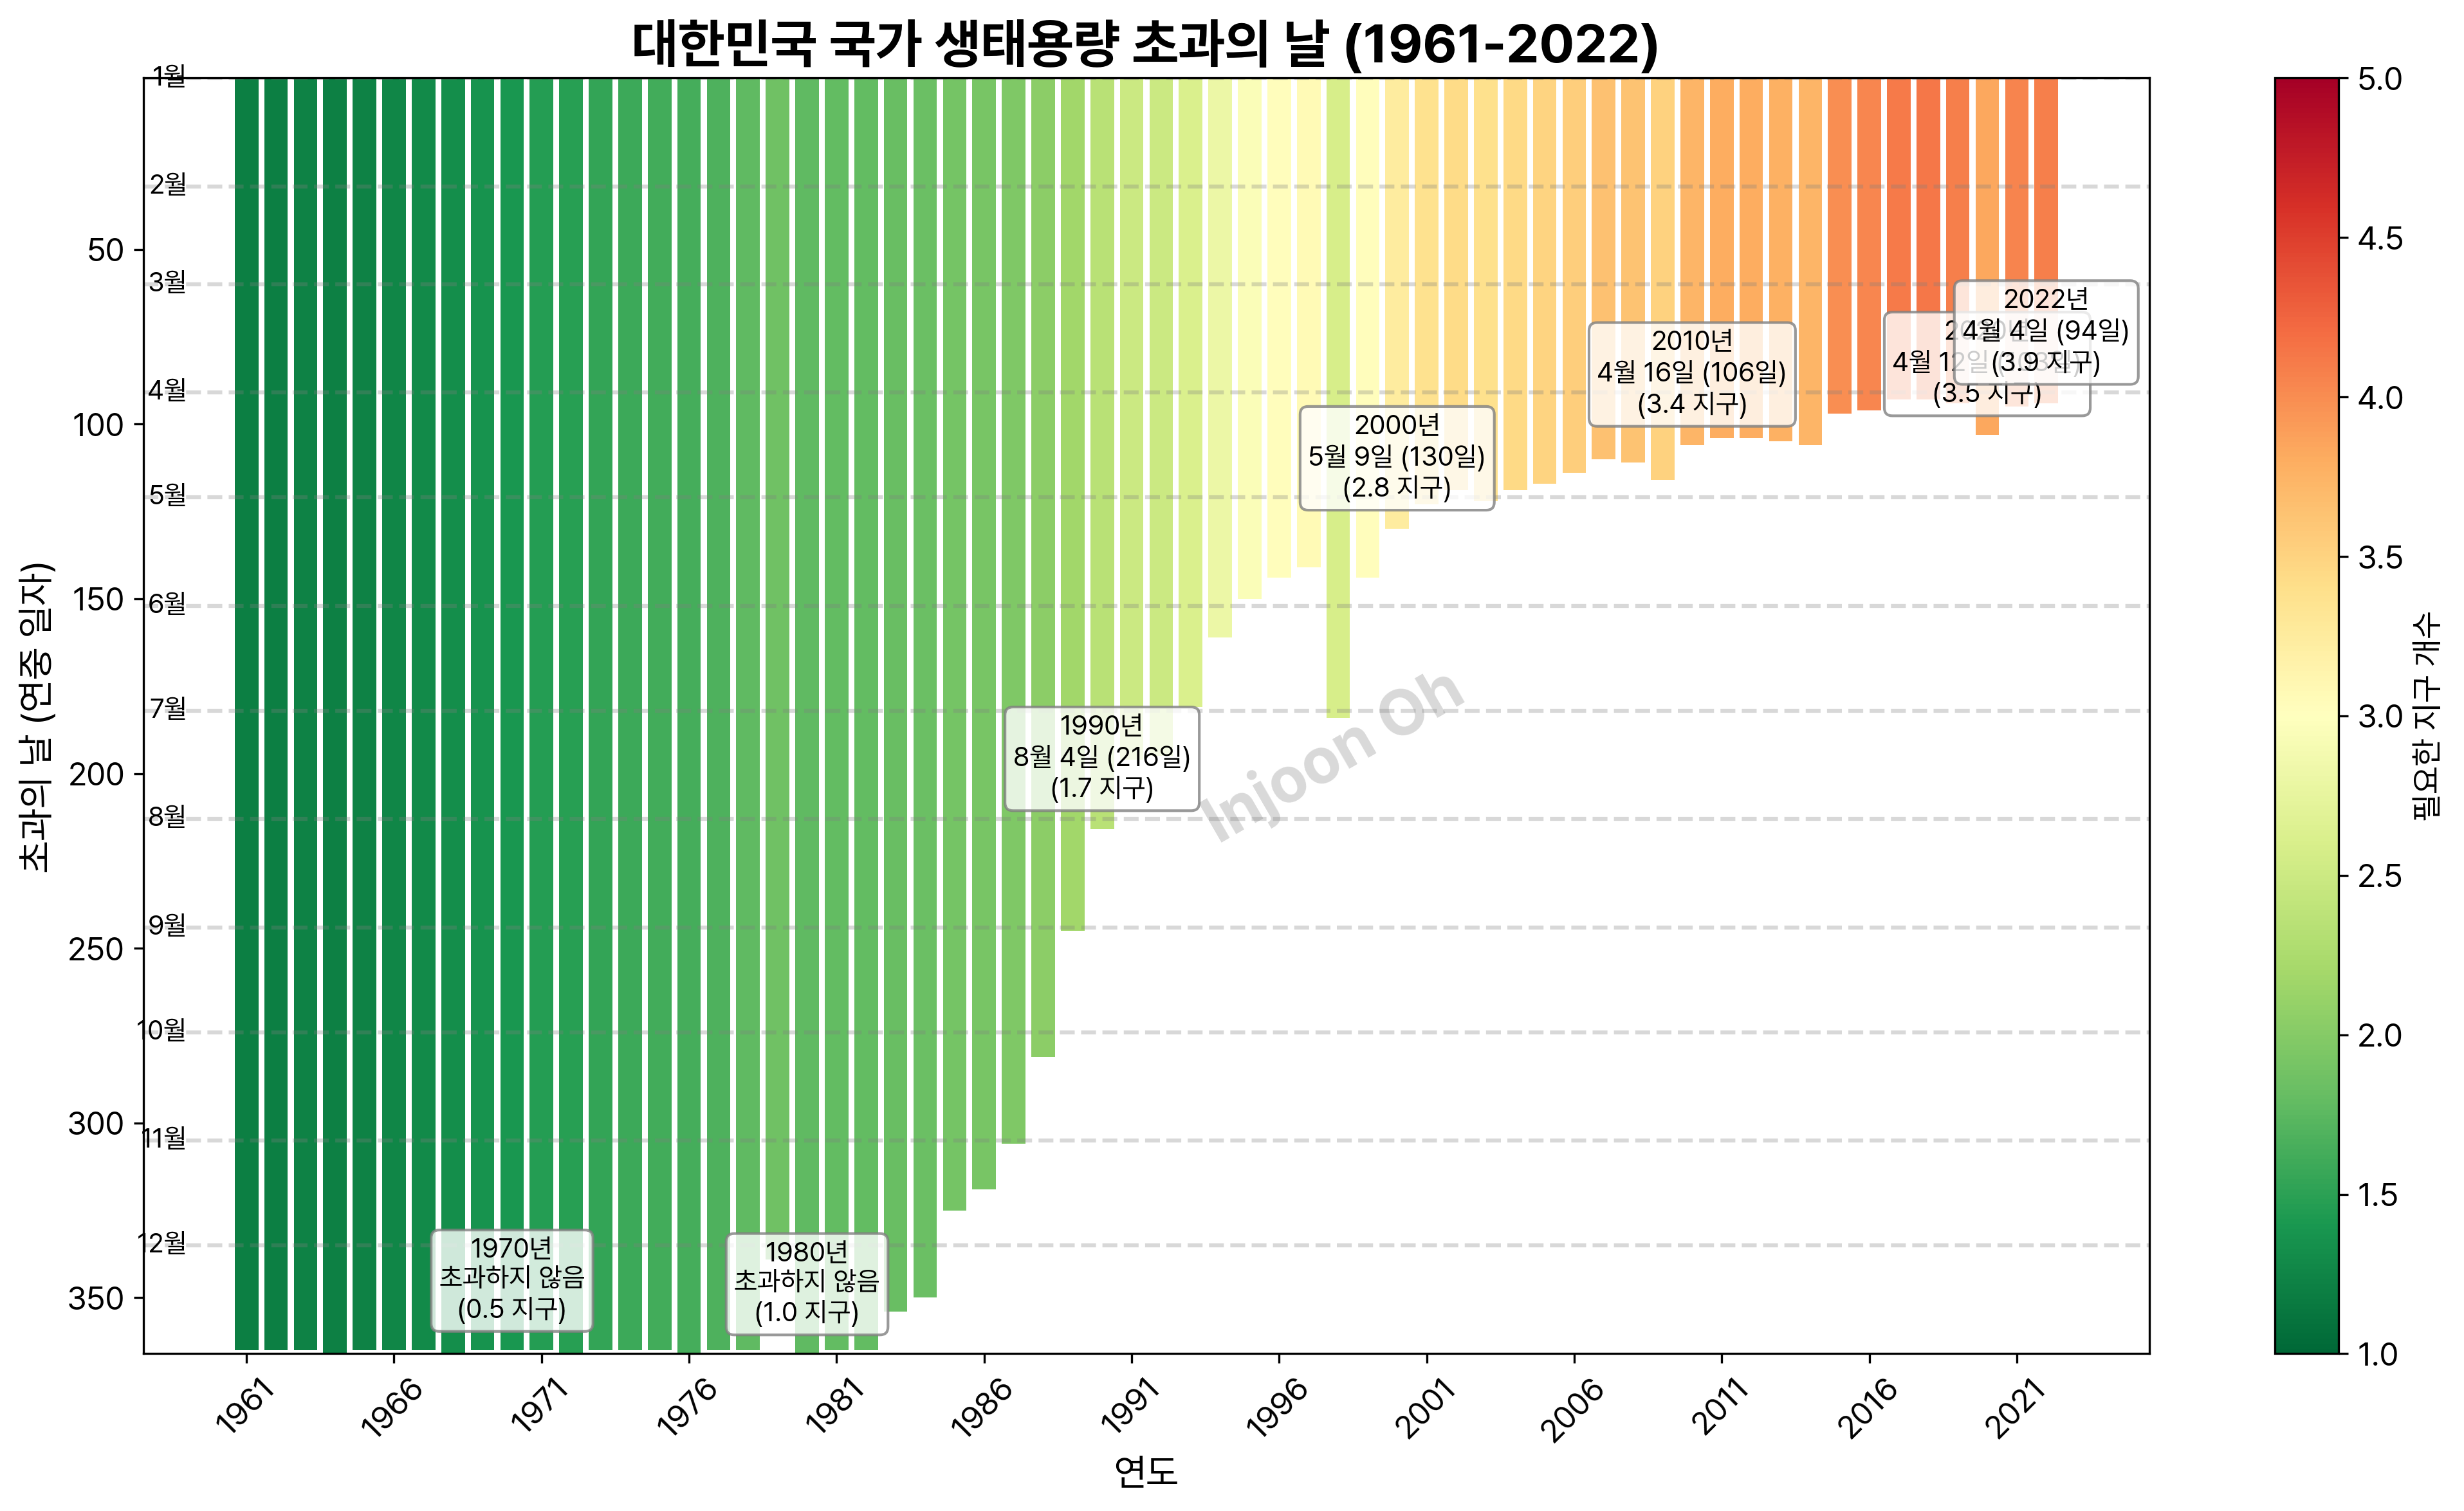 대한민국 국가 생태용량 초과의 날 (1961-2022)
초과의 날 (연중 일자)
1월
2월
50
3월
4월
100
5월
150
6월
7월
200
8월
9월
250
10월
11월
300
12월
350
1970년
초과하지 않음
(0.5 지구)
1980년
초과하지 않음
(1.0 지구)
1990년
8월 4일 (216일)
(1.7 지구)
2000년
5월 9일 (130일)
(2.8 지구)
2010년
4월 16일 (106일)
(3.4 지구)
4월 12일
(3.5 지구)
2022년
4월 4일 (94일)
(3.9 지구)
Injoon Oh
1961
1966
1971
1976
1981
1986
1991
1996
2001
2006
2011
2016
2021
연도
5.0
4.5
4.0
3.5
3.0
2.5
2.0
1.5
1.0
필요한 지구 개수